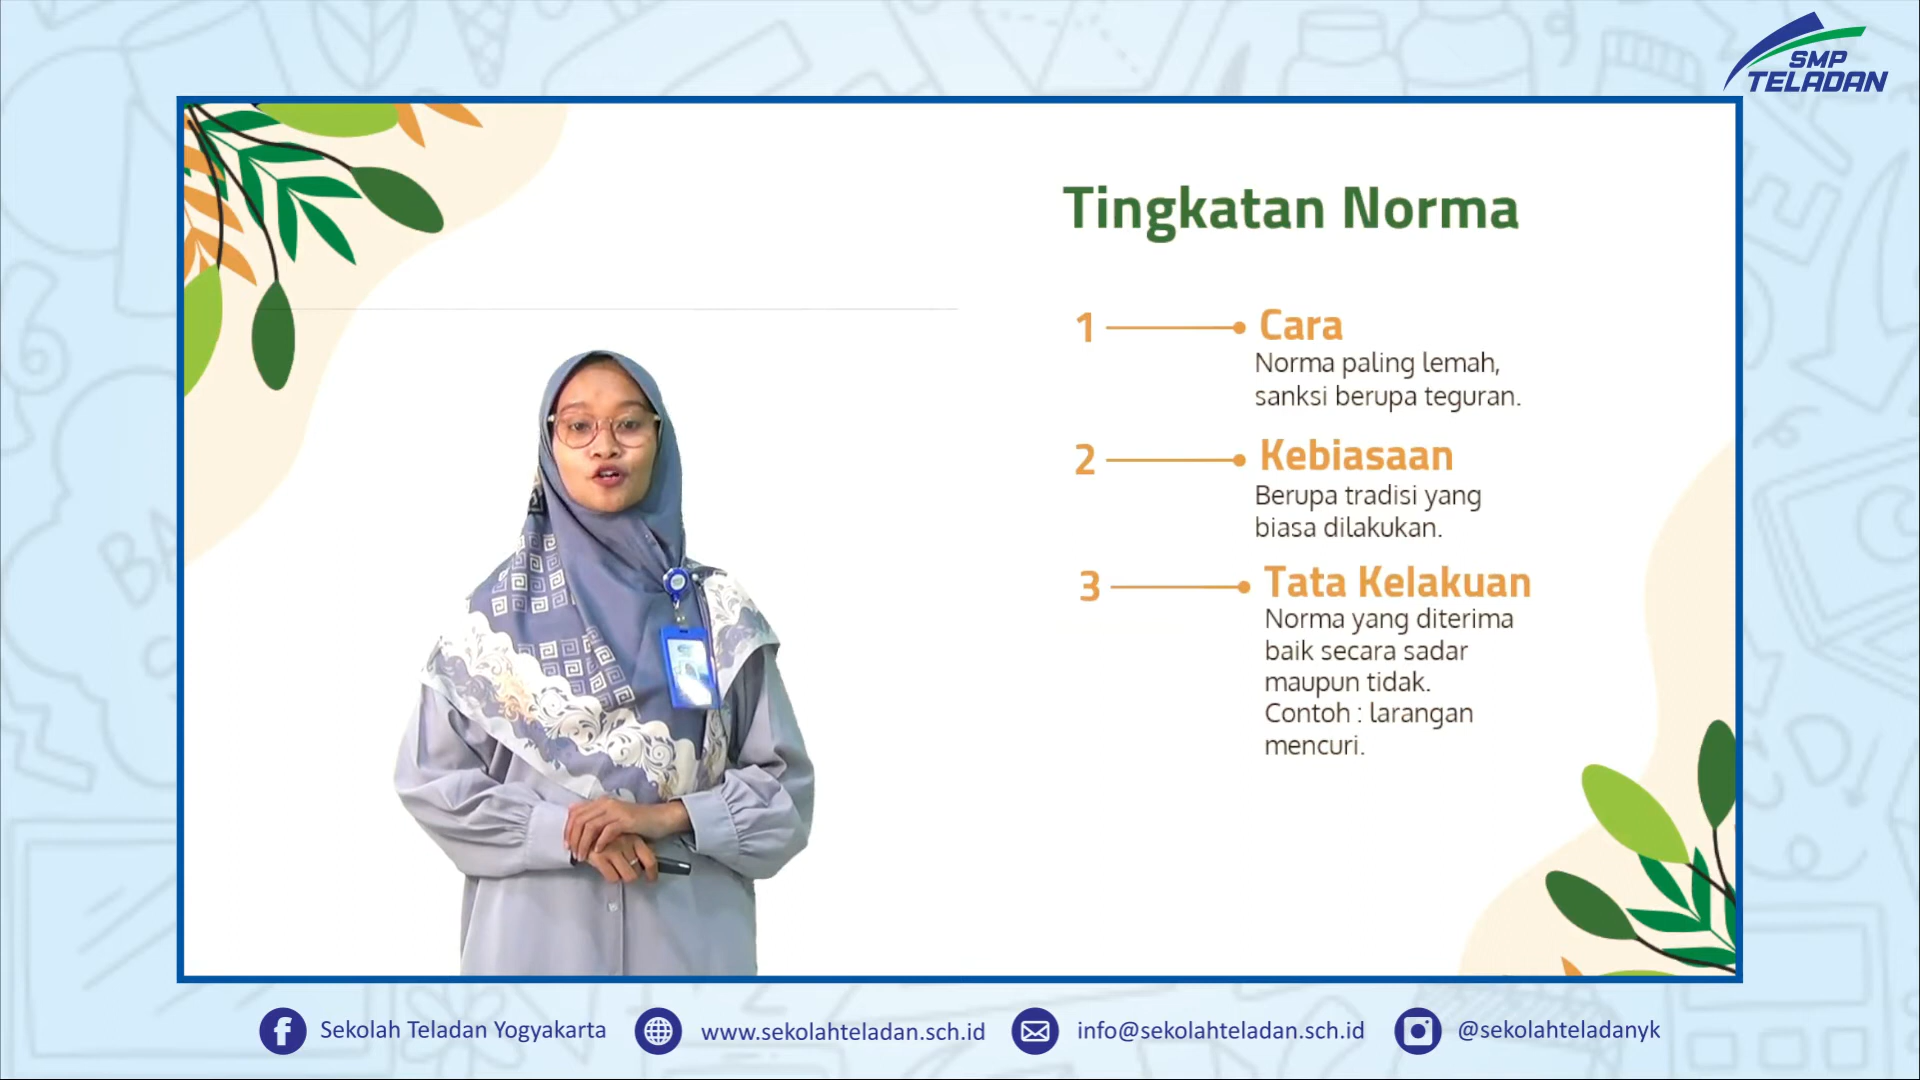 SMP
TELADAN
Tingkatan Norma
1
Cara
Norma paling lemah,
sanksi berupa teguran.
2
Kebiasaan
Berupa tradisi yang
biasa dilakukan.
3
Tata Kelakuan
Norma yang diterima
baik secara sadar
maupun tidak.
Contoh : larangan
mencuri.
Sekolah Teladan Yogyakarta
www.sekolahteladan.sch.id
info@sekolahteladan.sch.id
@sekolahteladanyk